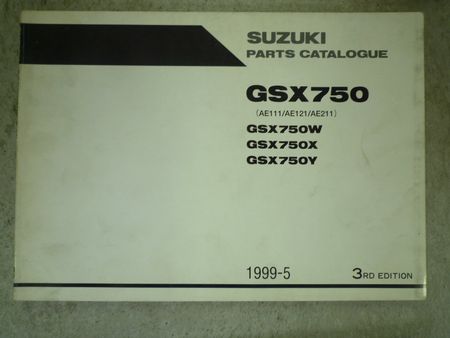 SUZUKI
PARTS CATALOGUE
GSX750
(AE111/AE121/AE211)
GSX750W
GSX750X
GSX750Y
1999-5 3RD EDITION